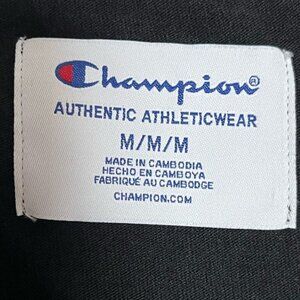 Champion®
AUTHENTIC ATHLETICWEAR
M/M/M
MADE IN CAMBODIA
HECHO EN CAMBOYA
FABRIQUÉ AU CAMBODGE
CHAMPION.COM